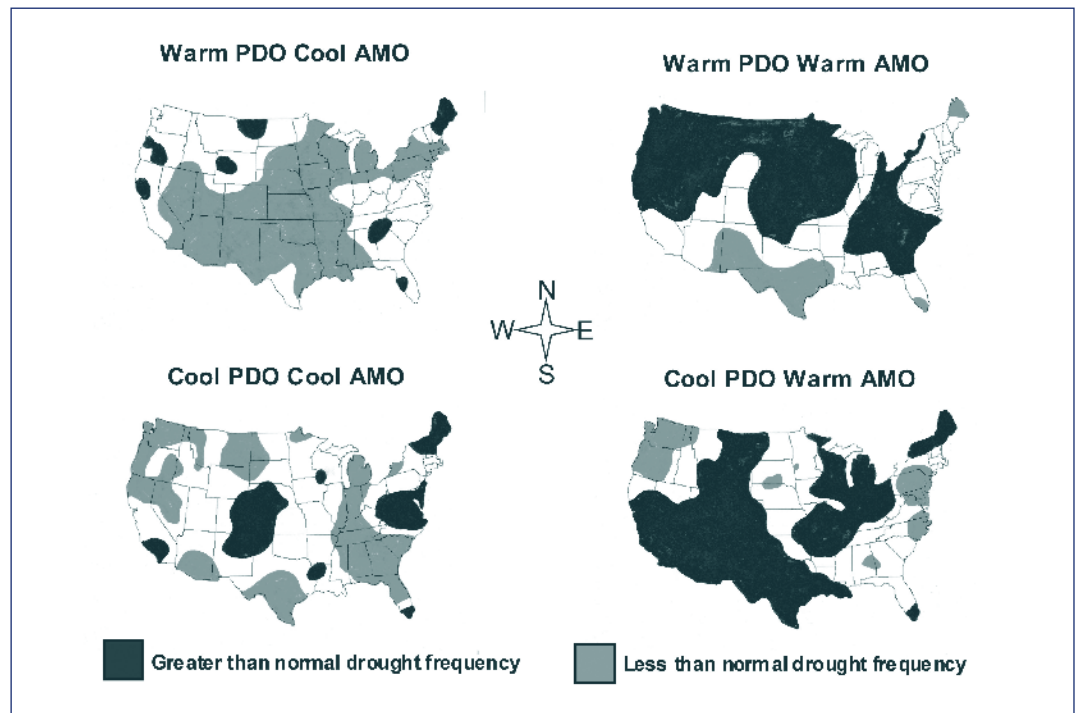 Warm PDO Cool AMO
Warm PDO Warm AMO
N
W E
S
Cool PDO Cool AMO
Cool PDO Warm AMO
Greater than normal drought frequency
Less than normal drought frequency